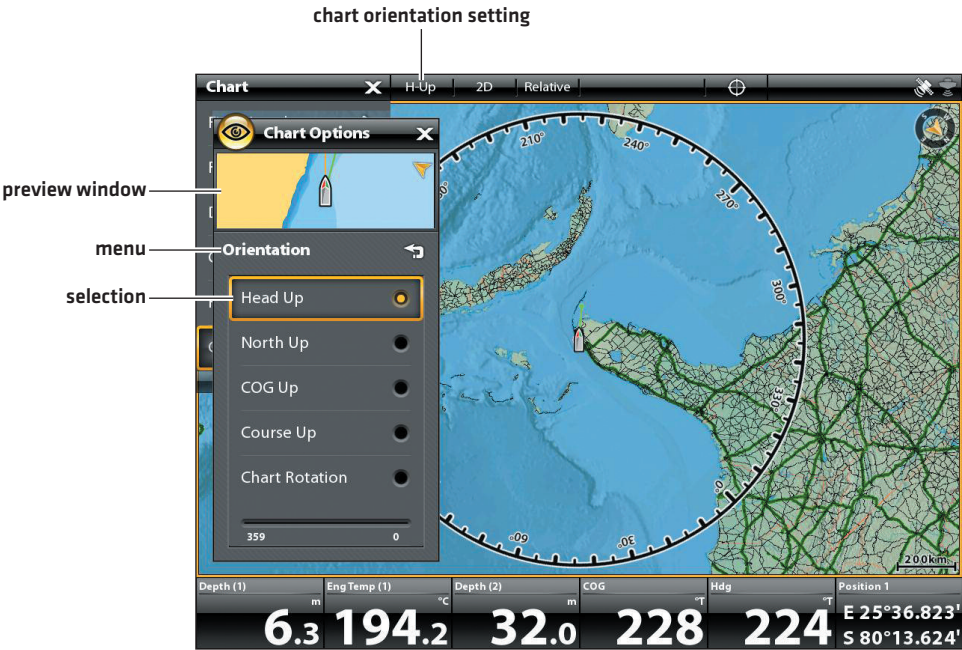 chart orientation setting
Chart
H-Up
2D
Relative
Chart Options
preview window
menu
Orientation
selection
Head Up
North Up
COG Up
Course Up
Chart Rotation
359 0
210°
240°
270°
300°
330°
0°
30°
60°
200km
Depth (1)
m
6.3
Eng Temp (1)
°C
194.2
Depth (2)
m
32.0
COG
°T
228
Hdg
°T
224
Position 1
E 25°36.823'
S 80°13.624'